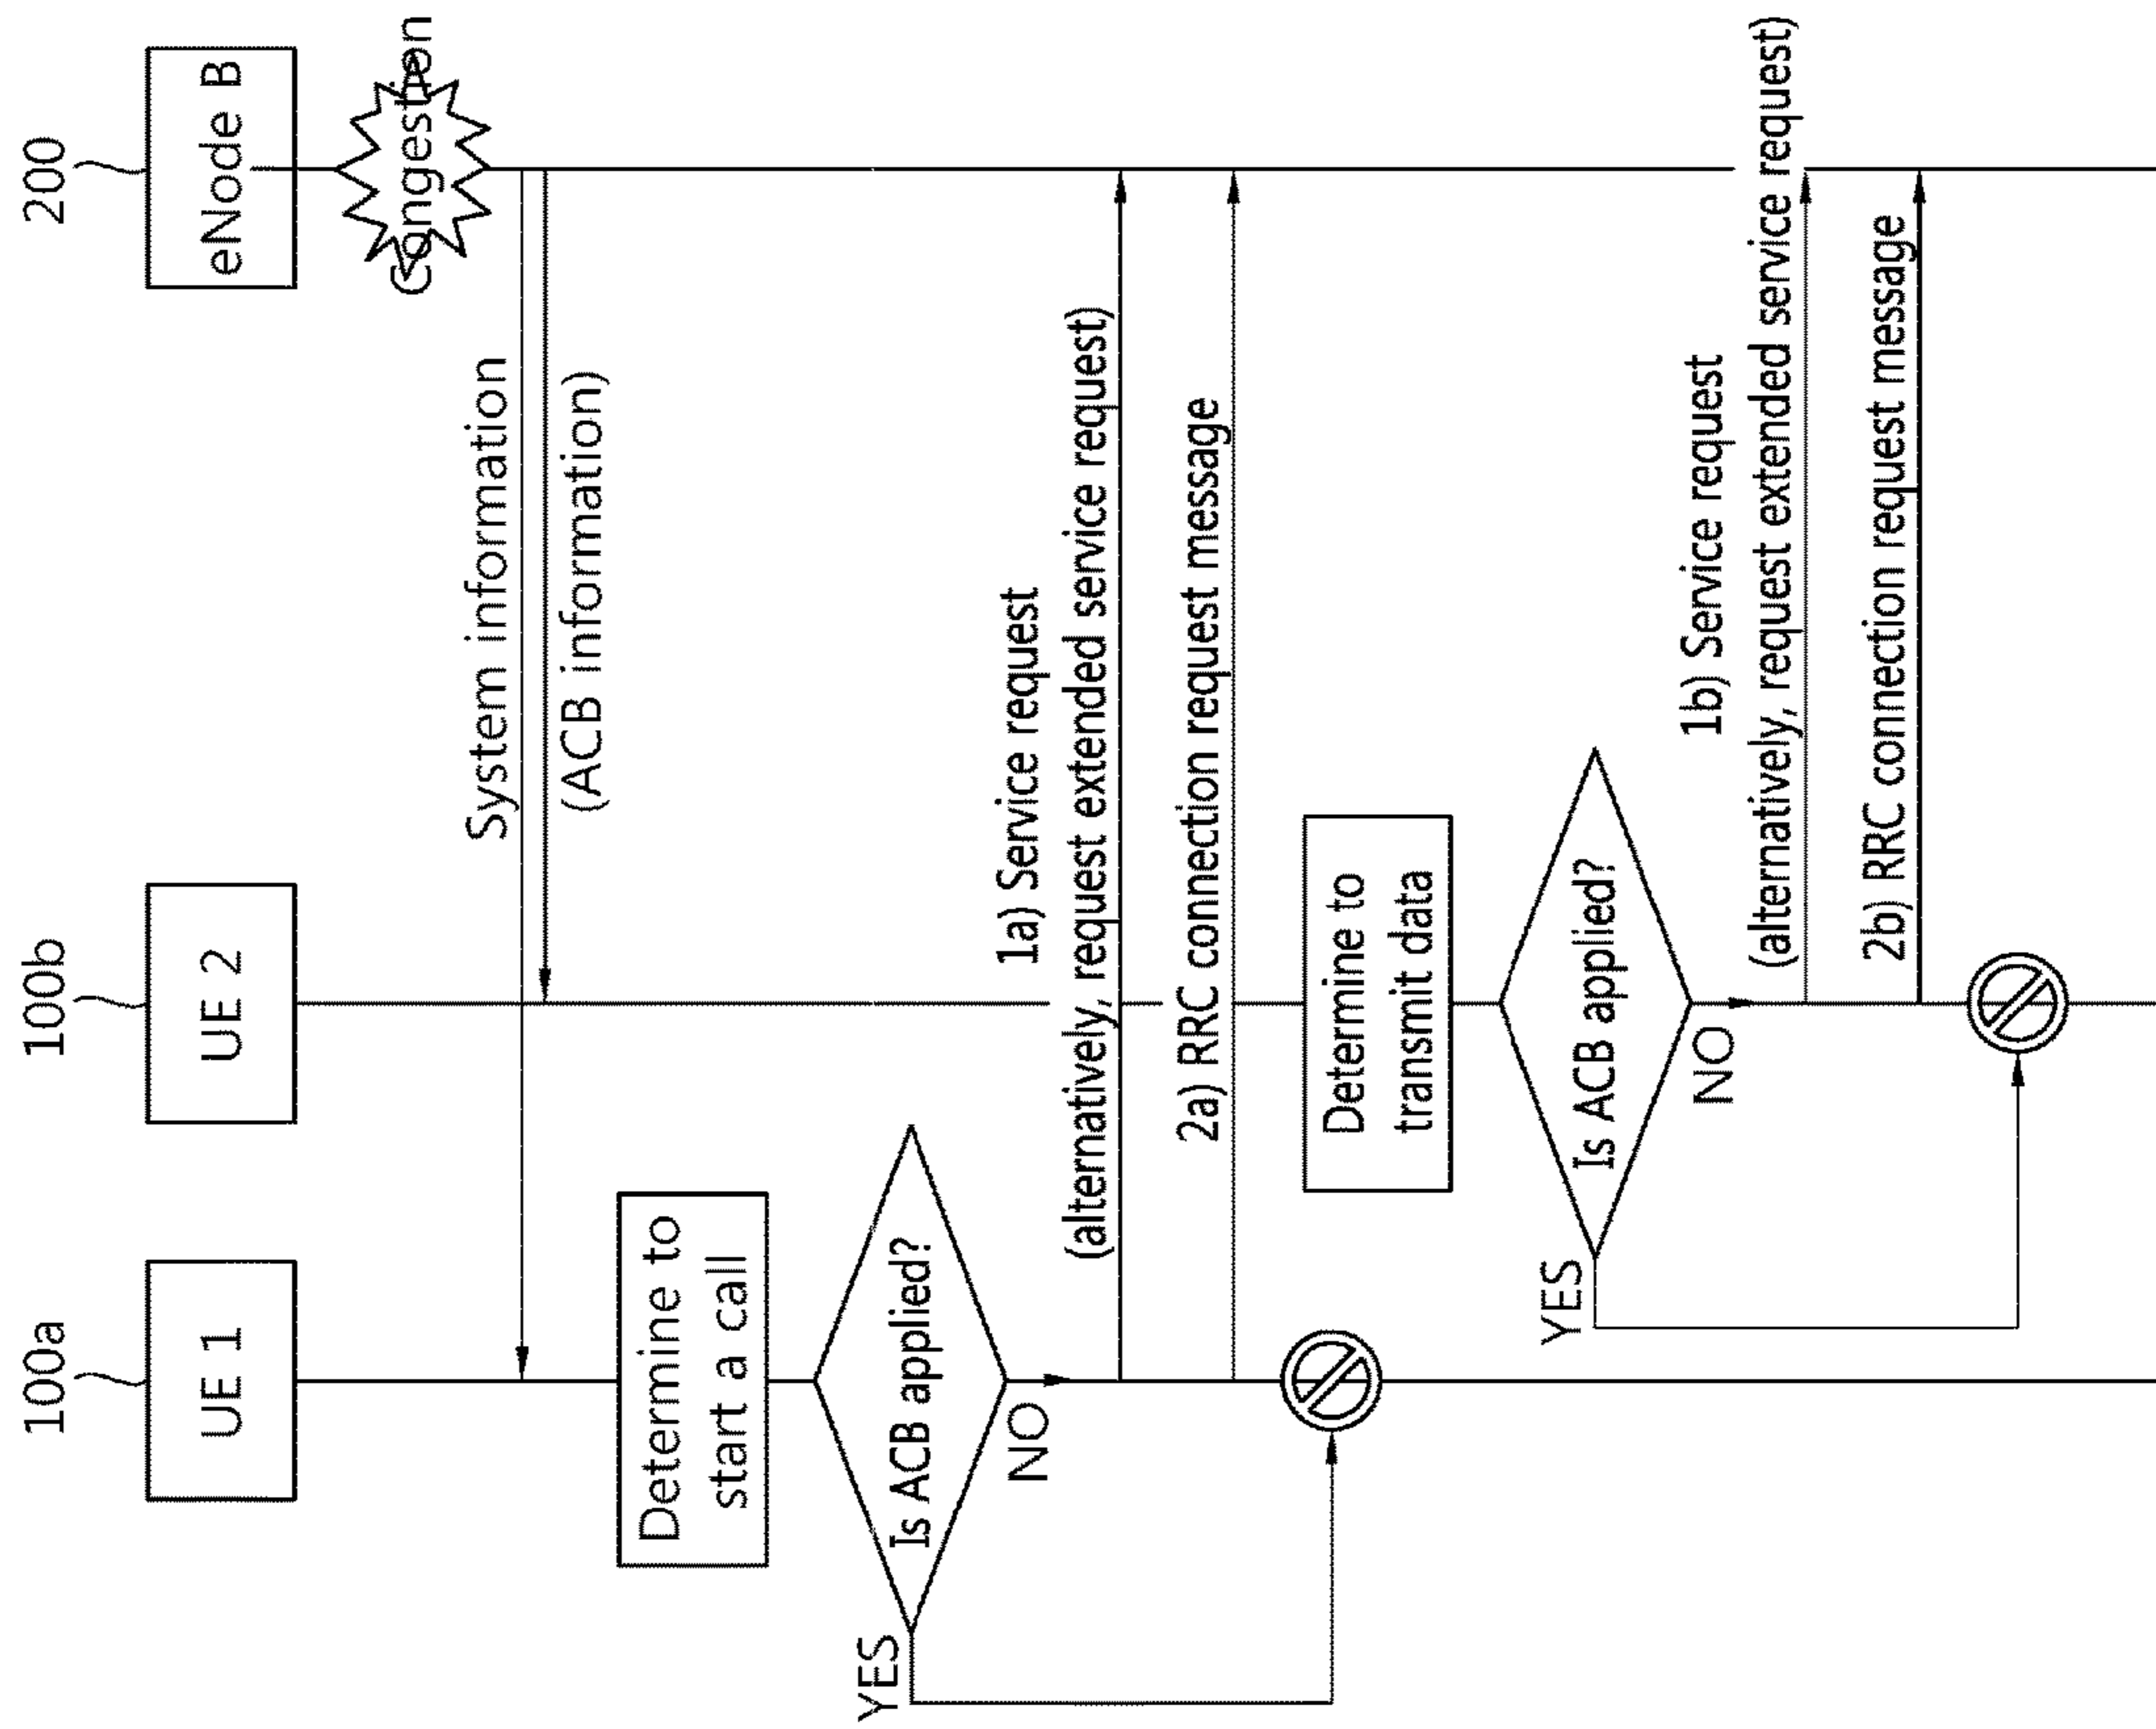 100a
100b
200
UE 1
UE 2
eNode B
Congestion
System information
(ACB information)
Determine to
start a call
Is ACB applied?
YES
NO
1a) Service request
(alternatively, request extended service request)
2a) RRC connection request message
Determine to
transmit data
Is ACB applied?
YES
NO
1b) Service request
(alternatively, request extended service request)
2b) RRC connection request message